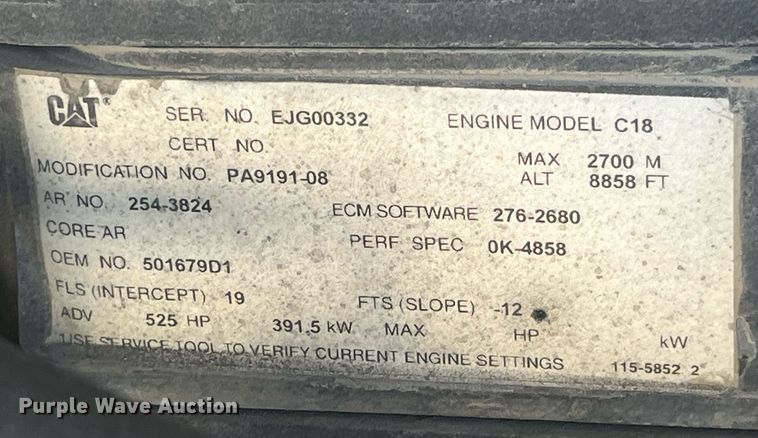 CAT® SER. NO. EJG00332 ENGINE MODEL C18
CERT NO.
MAX 2700 M
MODIFICATION NO. PA9191-08 ALT 8858 FT
AR NO. 254-3824 ECM SOFTWARE 276-2680
CORE AR PERF SPEC 0K-4858
OEM NO. 501679D1
FLS (INTERCEPT) 19 FTS (SLOPE) -12
ADV 525 HP 391.5 kW MAX HP kW
USE SERVICE TOOL TO VERIFY CURRENT ENGINE SETTINGS 115-5852 2
Purple Wave Auction